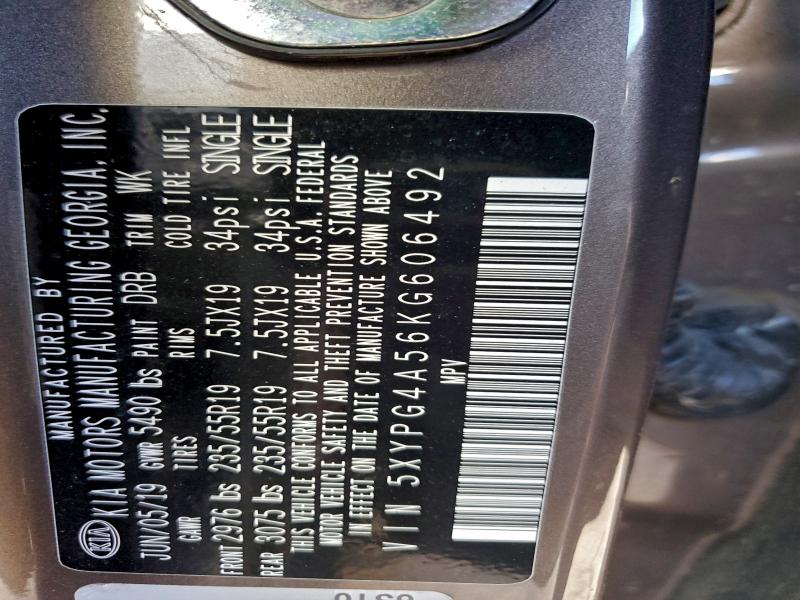 MANUFACTURED BY
KIA KIA MOTORS MANUFACTURING GEORGIA, INC.
JUN/05/19 GVWR 5490 lbs PAINT DRB TRIM WK
GAWR TIRES RIMS COLD TIRE INFL
FRONT 2976 lbs 235/55R19 7.5JX19 34psi SINGLE
REAR 3075 lbs 235/55R19 7.5JX19 34psi SINGLE
THIS VEHICLE CONFORMS TO ALL APPLICABLE U.S.A. FEDERAL
MOTOR VEHICLE SAFETY AND THEFT PREVENTION STANDARDS
IN EFFECT ON THE DATE OF MANUFACTURE SHOWN ABOVE
VIN 5XYPG4A56KG606492
MPV